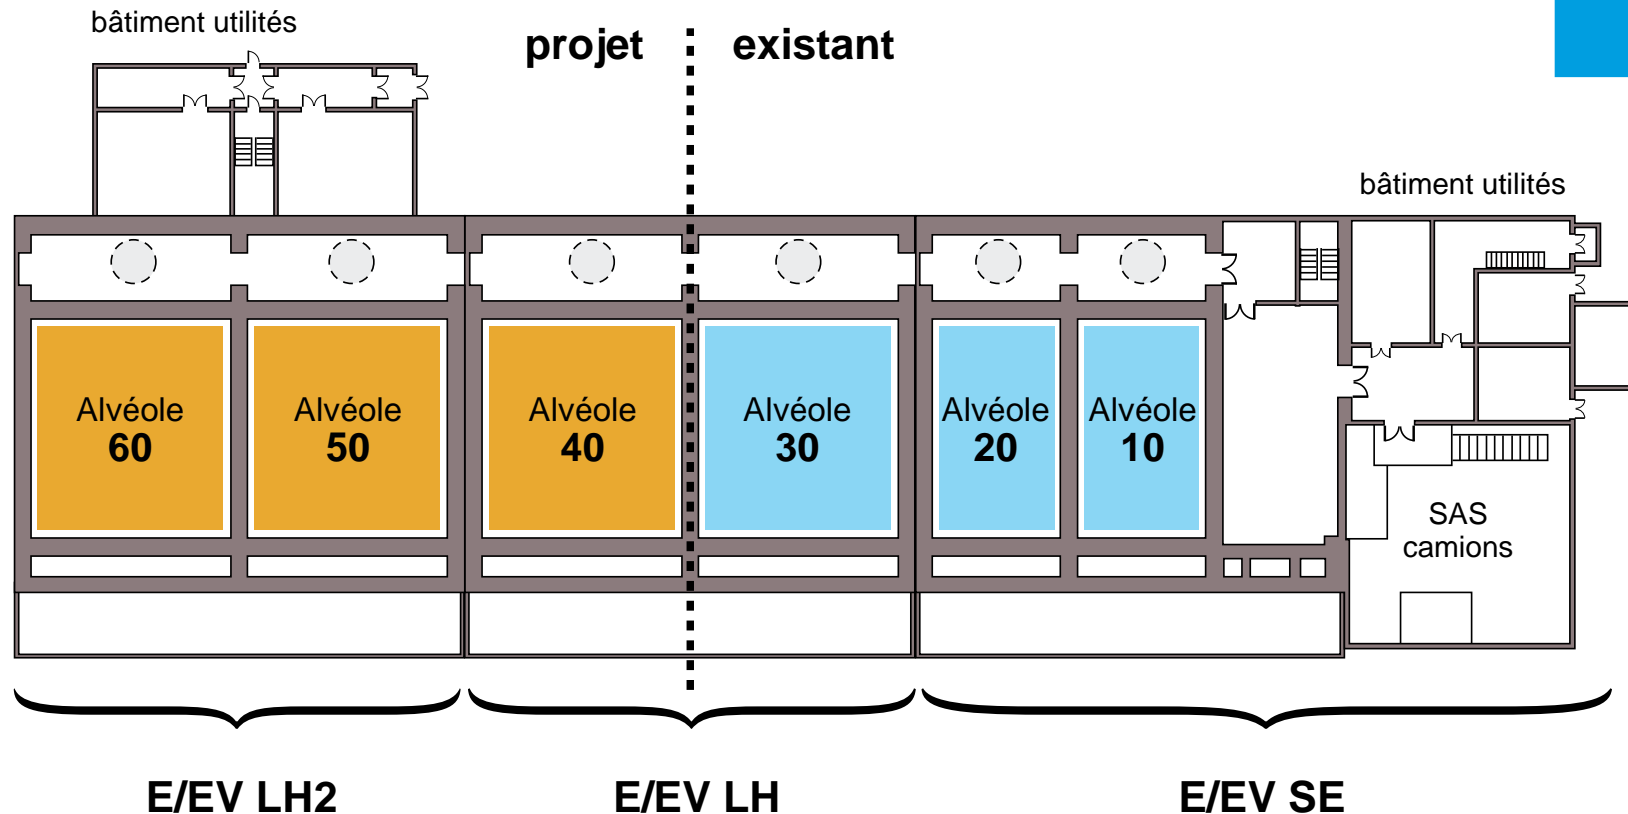 bâtiment utilités
projet
existant
bâtiment utilités
Alvéole
60
Alvéole
50
Alvéole
40
Alvéole
30
Alvéole
20
Alvéole
10
SAS
camions
E/EV LH2
E/EV LH
E/EV SE